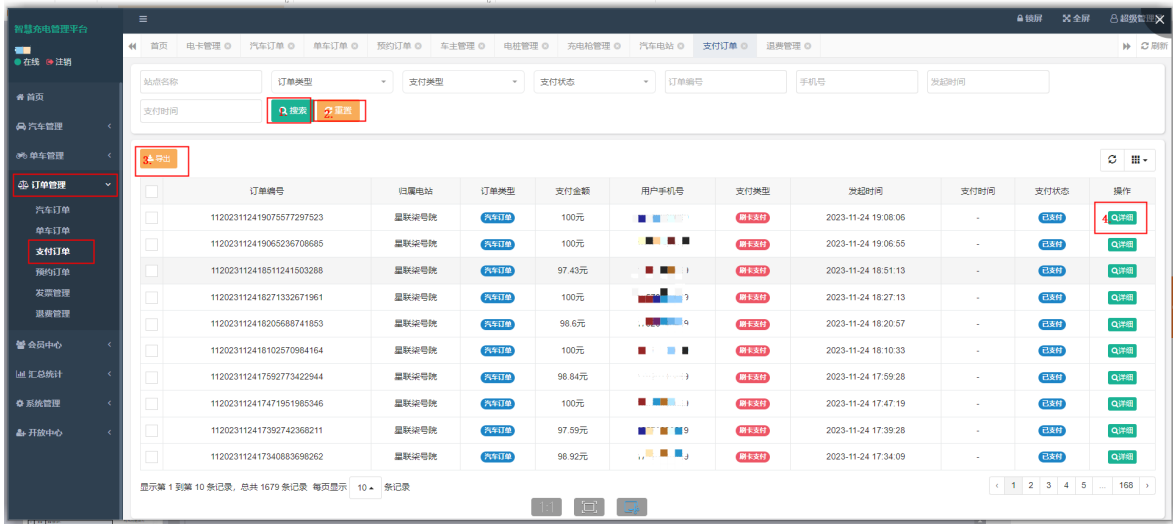 智慧充电管理平台
在线 注销
首页
汽车管理
单车管理
订单管理
汽车订单
单车订单
支付订单
预约订单
发票管理
退费管理
会员中心
汇总统计
系统管理
开放中心
锁屏 全屏 超级管理
首页 电卡管理 汽车订单 单车订单 预约订单 车主管理 电桩管理 充电枪管理 汽车电站 支付订单 退费管理 刷新
站点名称 订单类型 支付类型 支付状态 订单编号 手机号 发起时间
支付时间 搜索 2. 重置
3. 导出
订单编号 归属电站 订单类型 支付金额 用户手机号 支付类型 发起时间 支付时间 支付状态 操作
112023112419075577297523 星联柒号院 汽车订单 100元 刷卡支付 2023-11-24 19:08:06 - 已支付 4 详细
112023112419065236708685 星联柒号院 汽车订单 100元 刷卡支付 2023-11-24 19:06:55 - 已支付 详细
112023112418511241503288 星联柒号院 汽车订单 97.43元 刷卡支付 2023-11-24 18:51:13 - 已支付 详细
112023112418271332671961 星联柒号院 汽车订单 100元 刷卡支付 2023-11-24 18:27:13 - 已支付 详细
112023112418205688741853 星联柒号院 汽车订单 98.6元 刷卡支付 2023-11-24 18:20:57 - 已支付 详细
112023112418102570984164 星联柒号院 汽车订单 100元 刷卡支付 2023-11-24 18:10:33 - 已支付 详细
112023112417592773422944 星联柒号院 汽车订单 98.84元 刷卡支付 2023-11-24 17:59:28 - 已支付 详细
112023112417471951985346 星联柒号院 汽车订单 100元 刷卡支付 2023-11-24 17:47:19 - 已支付 详细
112023112417392742368211 星联柒号院 汽车订单 97.59元 刷卡支付 2023-11-24 17:39:28 - 已支付 详细
112023112417340883698262 星联柒号院 汽车订单 98.92元 刷卡支付 2023-11-24 17:34:09 - 已支付 详细
显示第 1 到第 10 条记录，总共 1679 条记录 每页显示 10 条记录 ‹ 1 2 3 4 5 ... 168 ›
1:1